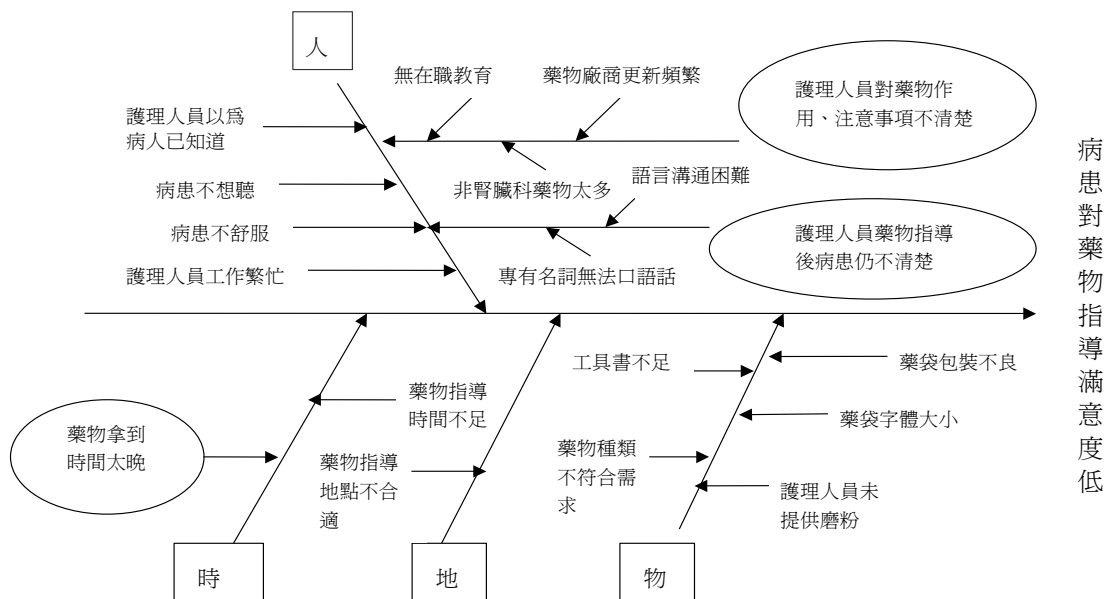 人
無在職教育
藥物廠商更新頻繁
護理人員對藥物作
用、注意事項不清楚
護理人員以為
病人已知道
病患不想聽
非腎臟科藥物太多
語言溝通困難
病患不舒服
護理人員藥物指導
後病患仍不清楚
護理人員工作繁忙
專有名詞無法口語話
病患對藥物指導滿意度低
工具書不足
藥袋包裝不良
藥物指導
時間不足
藥袋字體大小
藥物拿到
時間太晚
藥物指導
地點不合
適
藥物種類
不符合需
求
護理人員未
提供磨粉
時
地
物